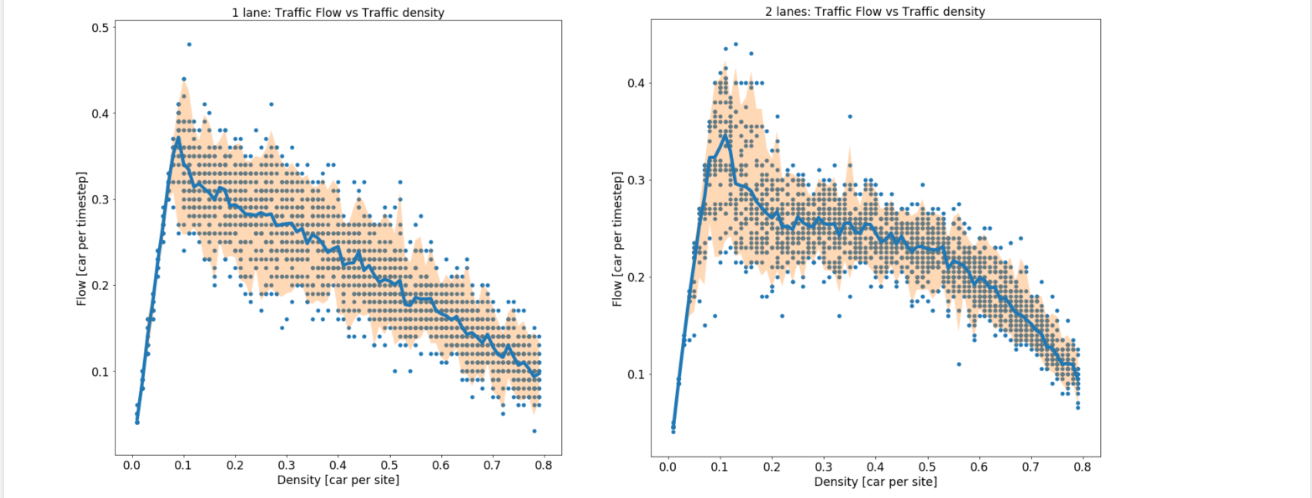 1 lane: Traffic Flow vs Traffic density
0.5
0.4
0.3
0.2
0.1
Flow [car per timestep]
0.0 0.1 0.2 0.3 0.4 0.5 0.6 0.7 0.8
Density [car per site]
2 lanes: Traffic Flow vs Traffic density
0.4
0.3
0.2
0.1
Flow [car per timestep]
0.0 0.1 0.2 0.3 0.4 0.5 0.6 0.7 0.8
Density [car per site]